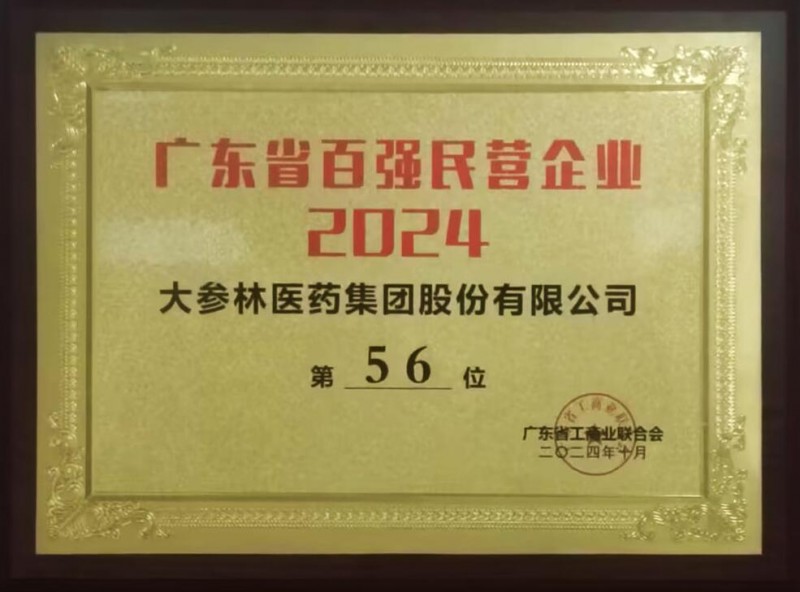 广东省百强民营企业
2024
大参林医药集团股份有限公司
第 56 位
广东省工商业联合会
二〇二四年十月